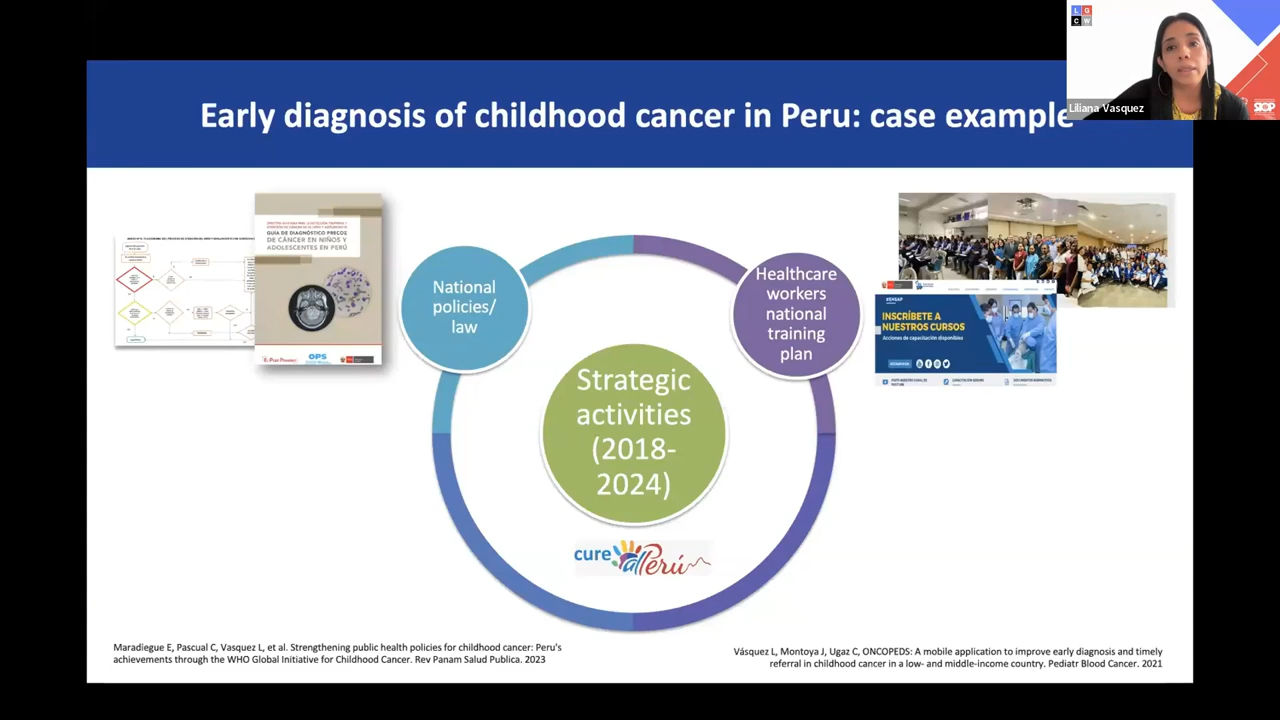 L G
C W
Liliana Vasquez
SIOP
Early diagnosis of childhood cancer in Peru: case example
GUÍA DE DIAGNÓSTICO PRECOZ
DE CÁNCER EN NIÑOS Y
ADOLESCENTES EN PERÚ
OPS
National
policies/
law
Healthcare
workers
national
training
plan
INSCRÍBETE A
NUESTROS CURSOS
Acciones de capacitación disponibles
Strategic
activities
(2018-
2024)
cure all Perú
Maradiegue E, Pascual C, Vasquez L, et al. Strengthening public health policies for childhood cancer: Peru's
achievements through the WHO Global Initiative for Childhood Cancer. Rev Panam Salud Publica. 2023
Vásquez L, Montoya J, Ugaz C, ONCOPEDS: A mobile application to improve early diagnosis and timely
referral in childhood cancer in a low- and middle-income country. Pediatr Blood Cancer. 2021